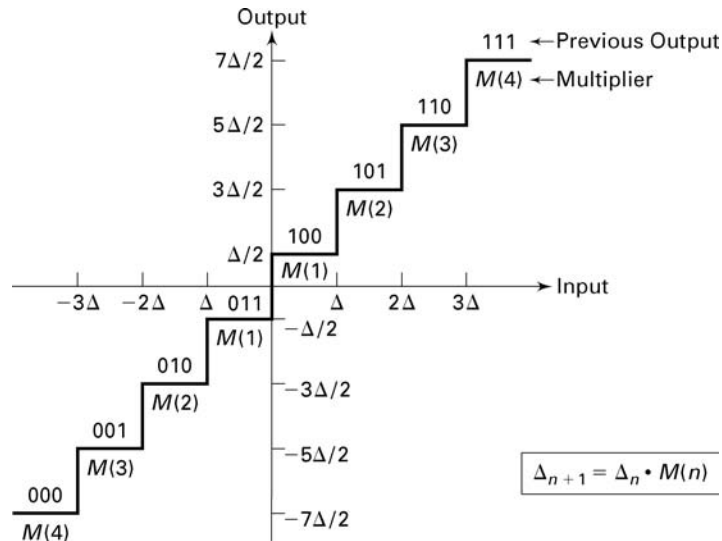 Output
111 ←Previous Output
7Δ/2
M(4) ←Multiplier
110
5Δ/2
M(3)
101
3Δ/2
M(2)
100
Δ/2
M(1)
−3Δ −2Δ Δ 011 Δ 2Δ 3Δ Input
M(1) −Δ/2
010
M(2) −3Δ/2
001
M(3) −5Δ/2
Δn + 1 = Δn • M(n)
000
M(4) −7Δ/2